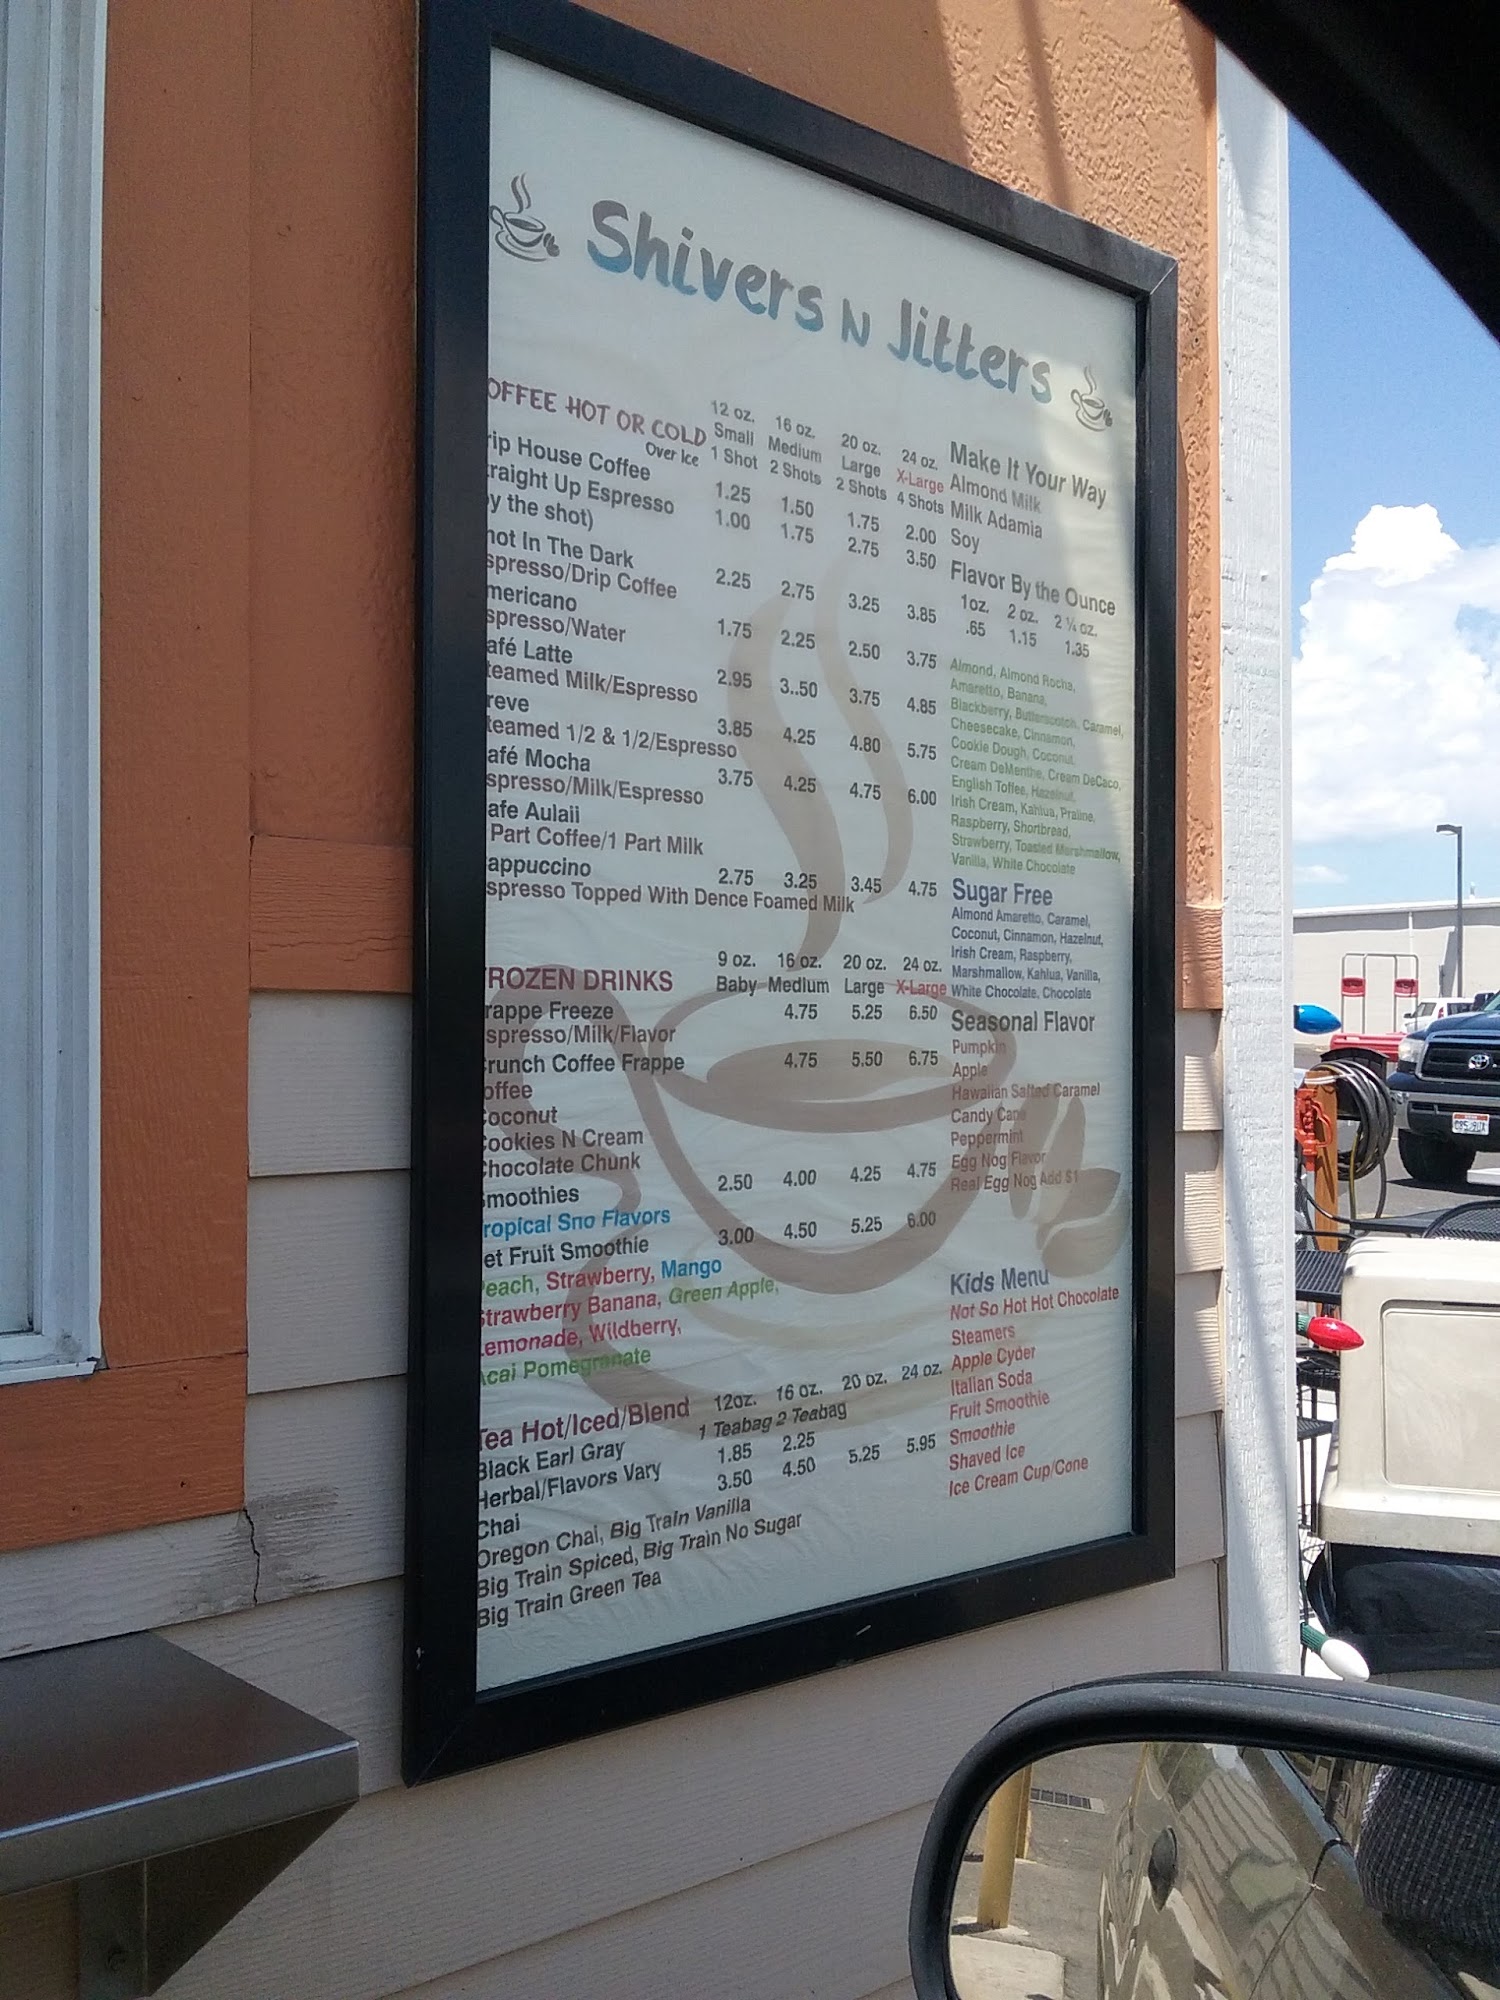 Shivers N Jitters
OFFEE HOT OR COLD
Over Ice
12 oz. 16 oz. 20 oz. 24 oz.
Small Medium Large X-Large
1 Shot 2 Shots 2 Shots 4 Shots
rip House Coffee 1.25 1.50 1.75 2.00
raight Up Espresso 1.00 1.75 2.75 3.50
y the shot)
hot In The Dark 2.25 2.75 3.25 3.85
spresso/Drip Coffee
mericano 1.75 2.25 2.50 3.75
spresso/Water
afé Latte 2.95 3..50 3.75 4.85
teamed Milk/Espresso
reve 3.85 4.25 4.80 5.75
teamed 1/2 & 1/2/Espresso
afé Mocha 3.75 4.25 4.75 6.00
spresso/Milk/Espresso
afe Aulaii
Part Coffee/1 Part Milk
appuccino 2.75 3.25 3.45 4.75
spresso Topped With Dence Foamed Milk
9 oz. 16 oz. 20 oz. 24 oz.
ROZEN DRINKS Baby Medium Large X-Large
rappe Freeze 4.75 5.25 6.50
spresso/Milk/Flavor
runch Coffee Frappe 4.75 5.50 6.75
offee
oconut
ookies N Cream
hocolate Chunk
moothies 2.50 4.00 4.25 4.75
ropical Sno Flavors
et Fruit Smoothie 3.00 4.50 5.25 6.00
Peach, Strawberry, Mango
Strawberry Banana, Green Apple,
Lemonade, Wildberry,
Acai Pomegranate
Tea Hot/Iced/Blend 12oz. 16 oz. 20 oz. 24 oz.
1 Teabag 2 Teabag
Black Earl Gray 1.85 2.25
Herbal/Flavors Vary 3.50 4.50 5.25 5.95
Chai
Oregon Chai, Big Train Vanilla
Big Train Spiced, Big Train No Sugar
Big Train Green Tea
Make It Your Way
Almond Milk
Milk Adamia
Soy
Flavor By the Ounce
1oz. 2 oz. 2 ¼ oz.
.65 1.15 1.35
Almond, Almond Rocha,
Amaretto, Banana,
Blackberry, Butterscotch, Caramel,
Cheesecake, Cinnamon,
Cookie Dough, Coconut,
Cream DeMenthe, Cream DeCaco,
English Toffee, Hazelnut,
Irish Cream, Kahlua, Praline,
Raspberry, Shortbread,
Strawberry, Toasted Marshmallow,
Vanilla, White Chocolate
Sugar Free
Almond Amaretto, Caramel,
Coconut, Cinnamon, Hazelnut,
Irish Cream, Raspberry,
Marshmallow, Kahlua, Vanilla,
White Chocolate, Chocolate
Seasonal Flavor
Pumpkin
Apple
Hawaiian Salted Caramel
Candy Cane
Peppermint
Egg Nog Flavor
Real Egg Nog Add $1
Kids Menu
Not So Hot Hot Chocolate
Steamers
Apple Cyder
Italian Soda
Fruit Smoothie
Smoothie
Shaved Ice
Ice Cream Cup/Cone